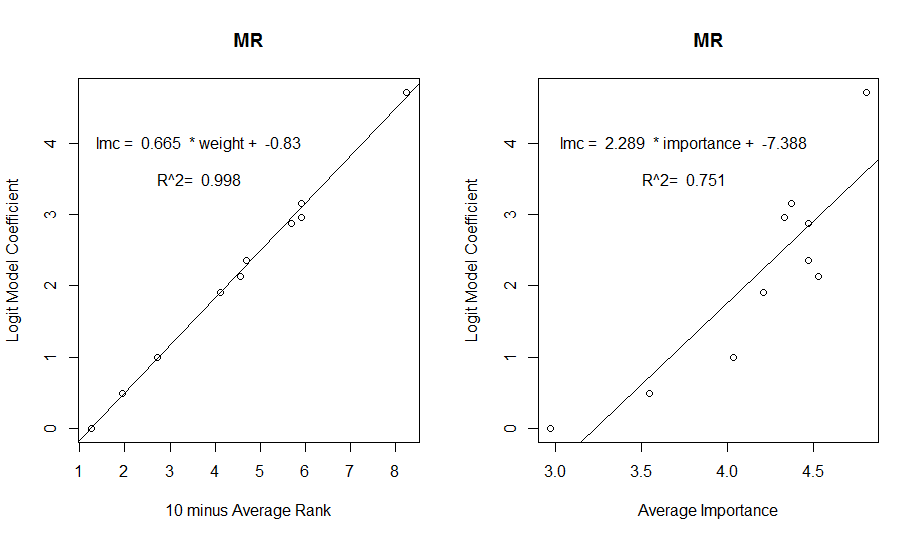 MR
lmc = 0.665 * weight + -0.83
R^2= 0.998
Logit Model Coefficient
0
1
2
3
4
1 2 3 4 5 6 7 8
10 minus Average Rank
MR
lmc = 2.289 * importance + -7.388
R^2= 0.751
Logit Model Coefficient
0
1
2
3
4
3.0 3.5 4.0 4.5
Average Importance